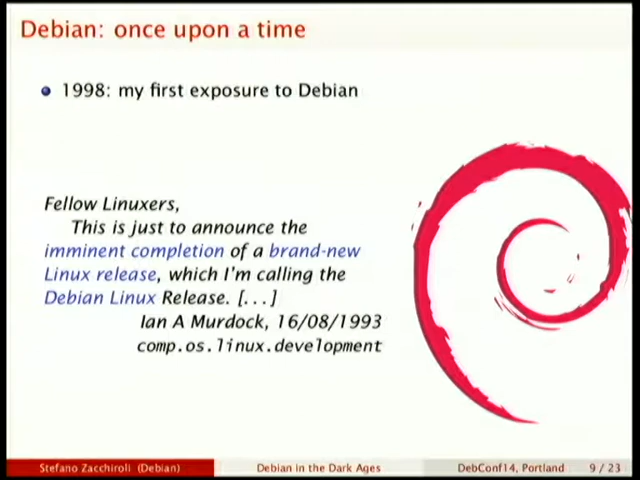 Debian: once upon a time
1998: my first exposure to Debian
Fellow Linuxers,
This is just to announce the
imminent completion of a brand-new
Linux release, which I'm calling the
Debian Linux Release. [...]
Ian A Murdock, 16/08/1993
comp.os.linux.development
Stefano Zacchiroli (Debian) Debian in the Dark Ages DebConf14, Portland 9 / 23